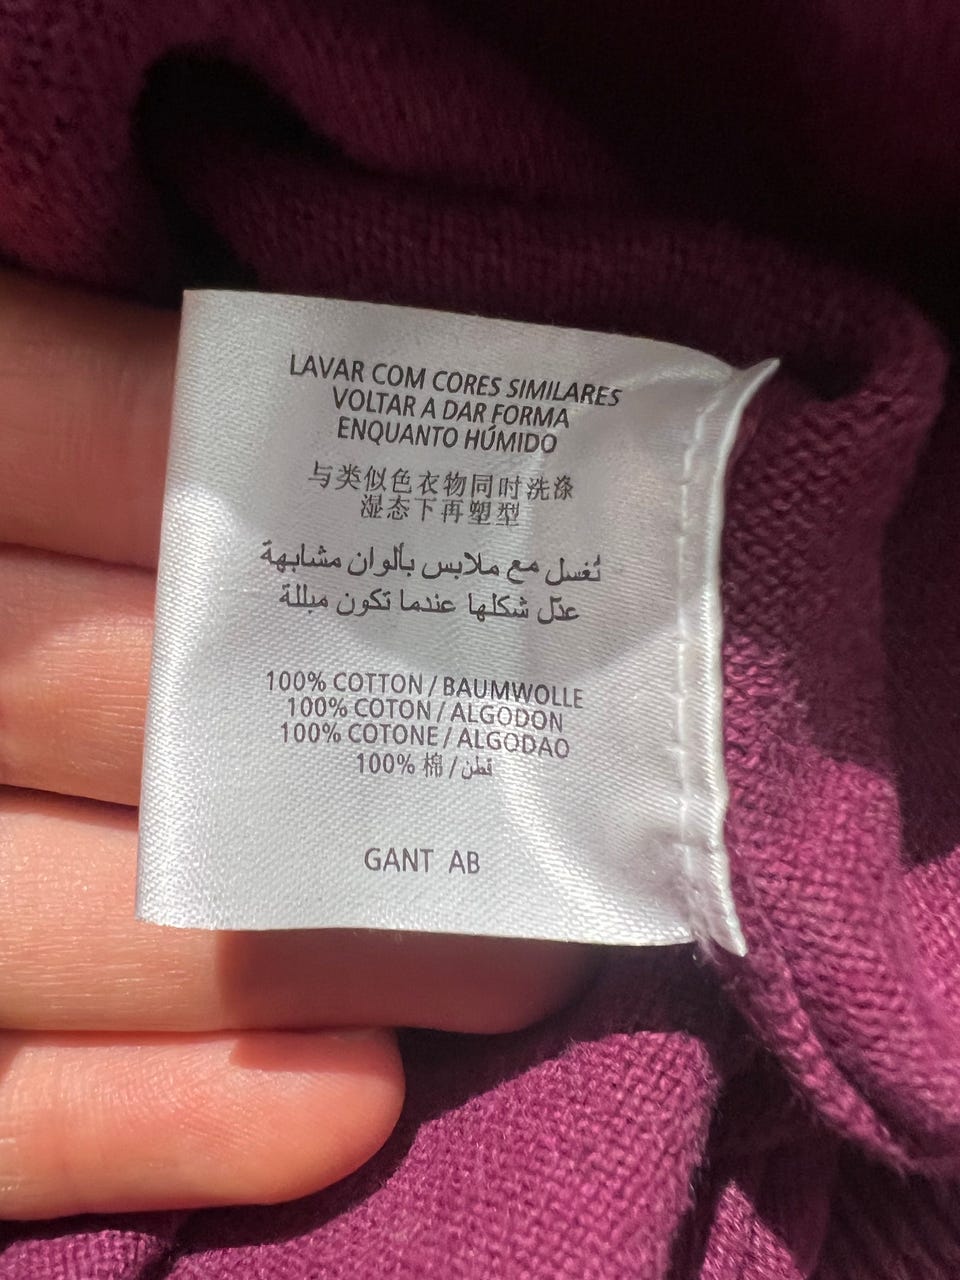 LAVAR COM CORES SIMILARES
VOLTAR A DAR FORMA
ENQUANTO HÚMIDO
与类似色衣物同时洗涤
湿态下再塑型
تُغسل مع ملابس بألوان مشابهة
عدّل شكلها عندما تكون مبللة
100% COTTON / BAUMWOLLE
100% COTON / ALGODON
100% COTONE / ALGODAO
100% 棉 / قطن
GANT AB